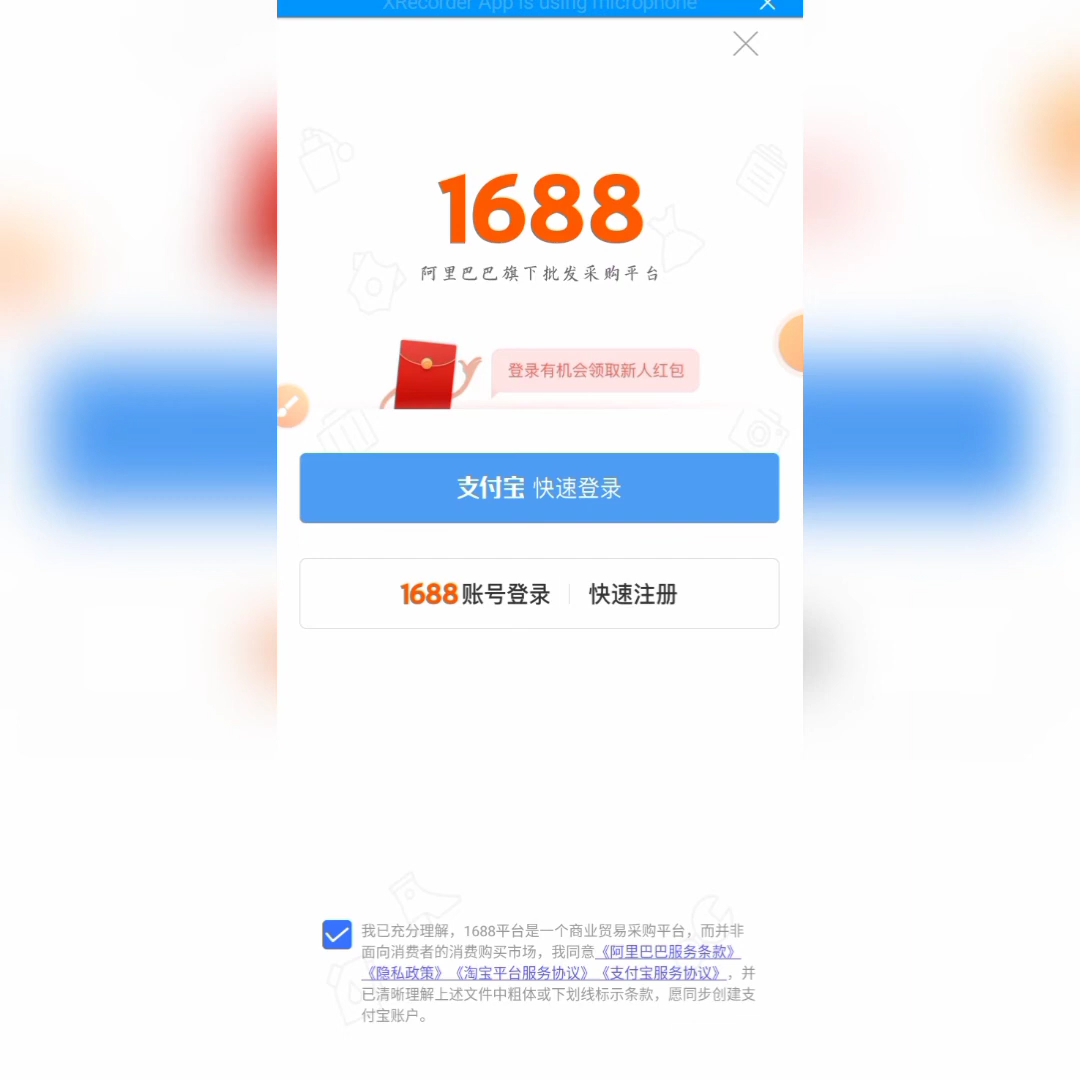 XRecorder App is using microphone
1688
阿里巴巴旗下批发采购平台
登录有机会领取新人红包
支付宝 快速登录
1688账号登录 快速注册
我已充分理解，1688平台是一个商业贸易采购平台，而并非
面向消费者的消费购买市场，我同意《阿里巴巴服务条款》
《隐私政策》《淘宝平台服务协议》《支付宝服务协议》，并
已清晰理解上述文件中粗体或下划线标示条款，愿同步创建支
付宝账户。